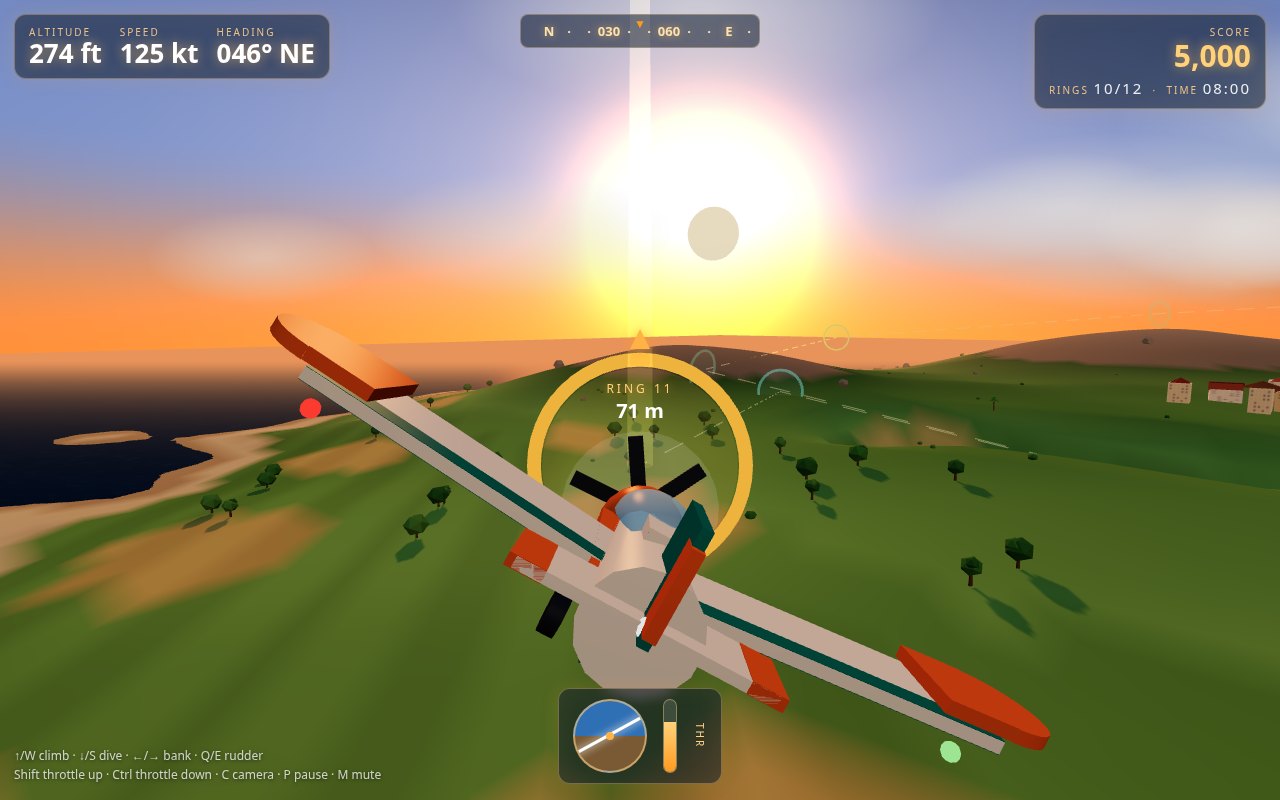 ALTITUDE SPEED HEADING
274 ft 125 kt 046° NE
N · · 030 · · 060 · · E ·
SCORE
5,000
RINGS 10/12 · TIME 08:00
RING 11
71 m
THR
↑/W climb · ↓/S dive · ←/→ bank · Q/E rudder
Shift throttle up · Ctrl throttle down · C camera · P pause · M mute